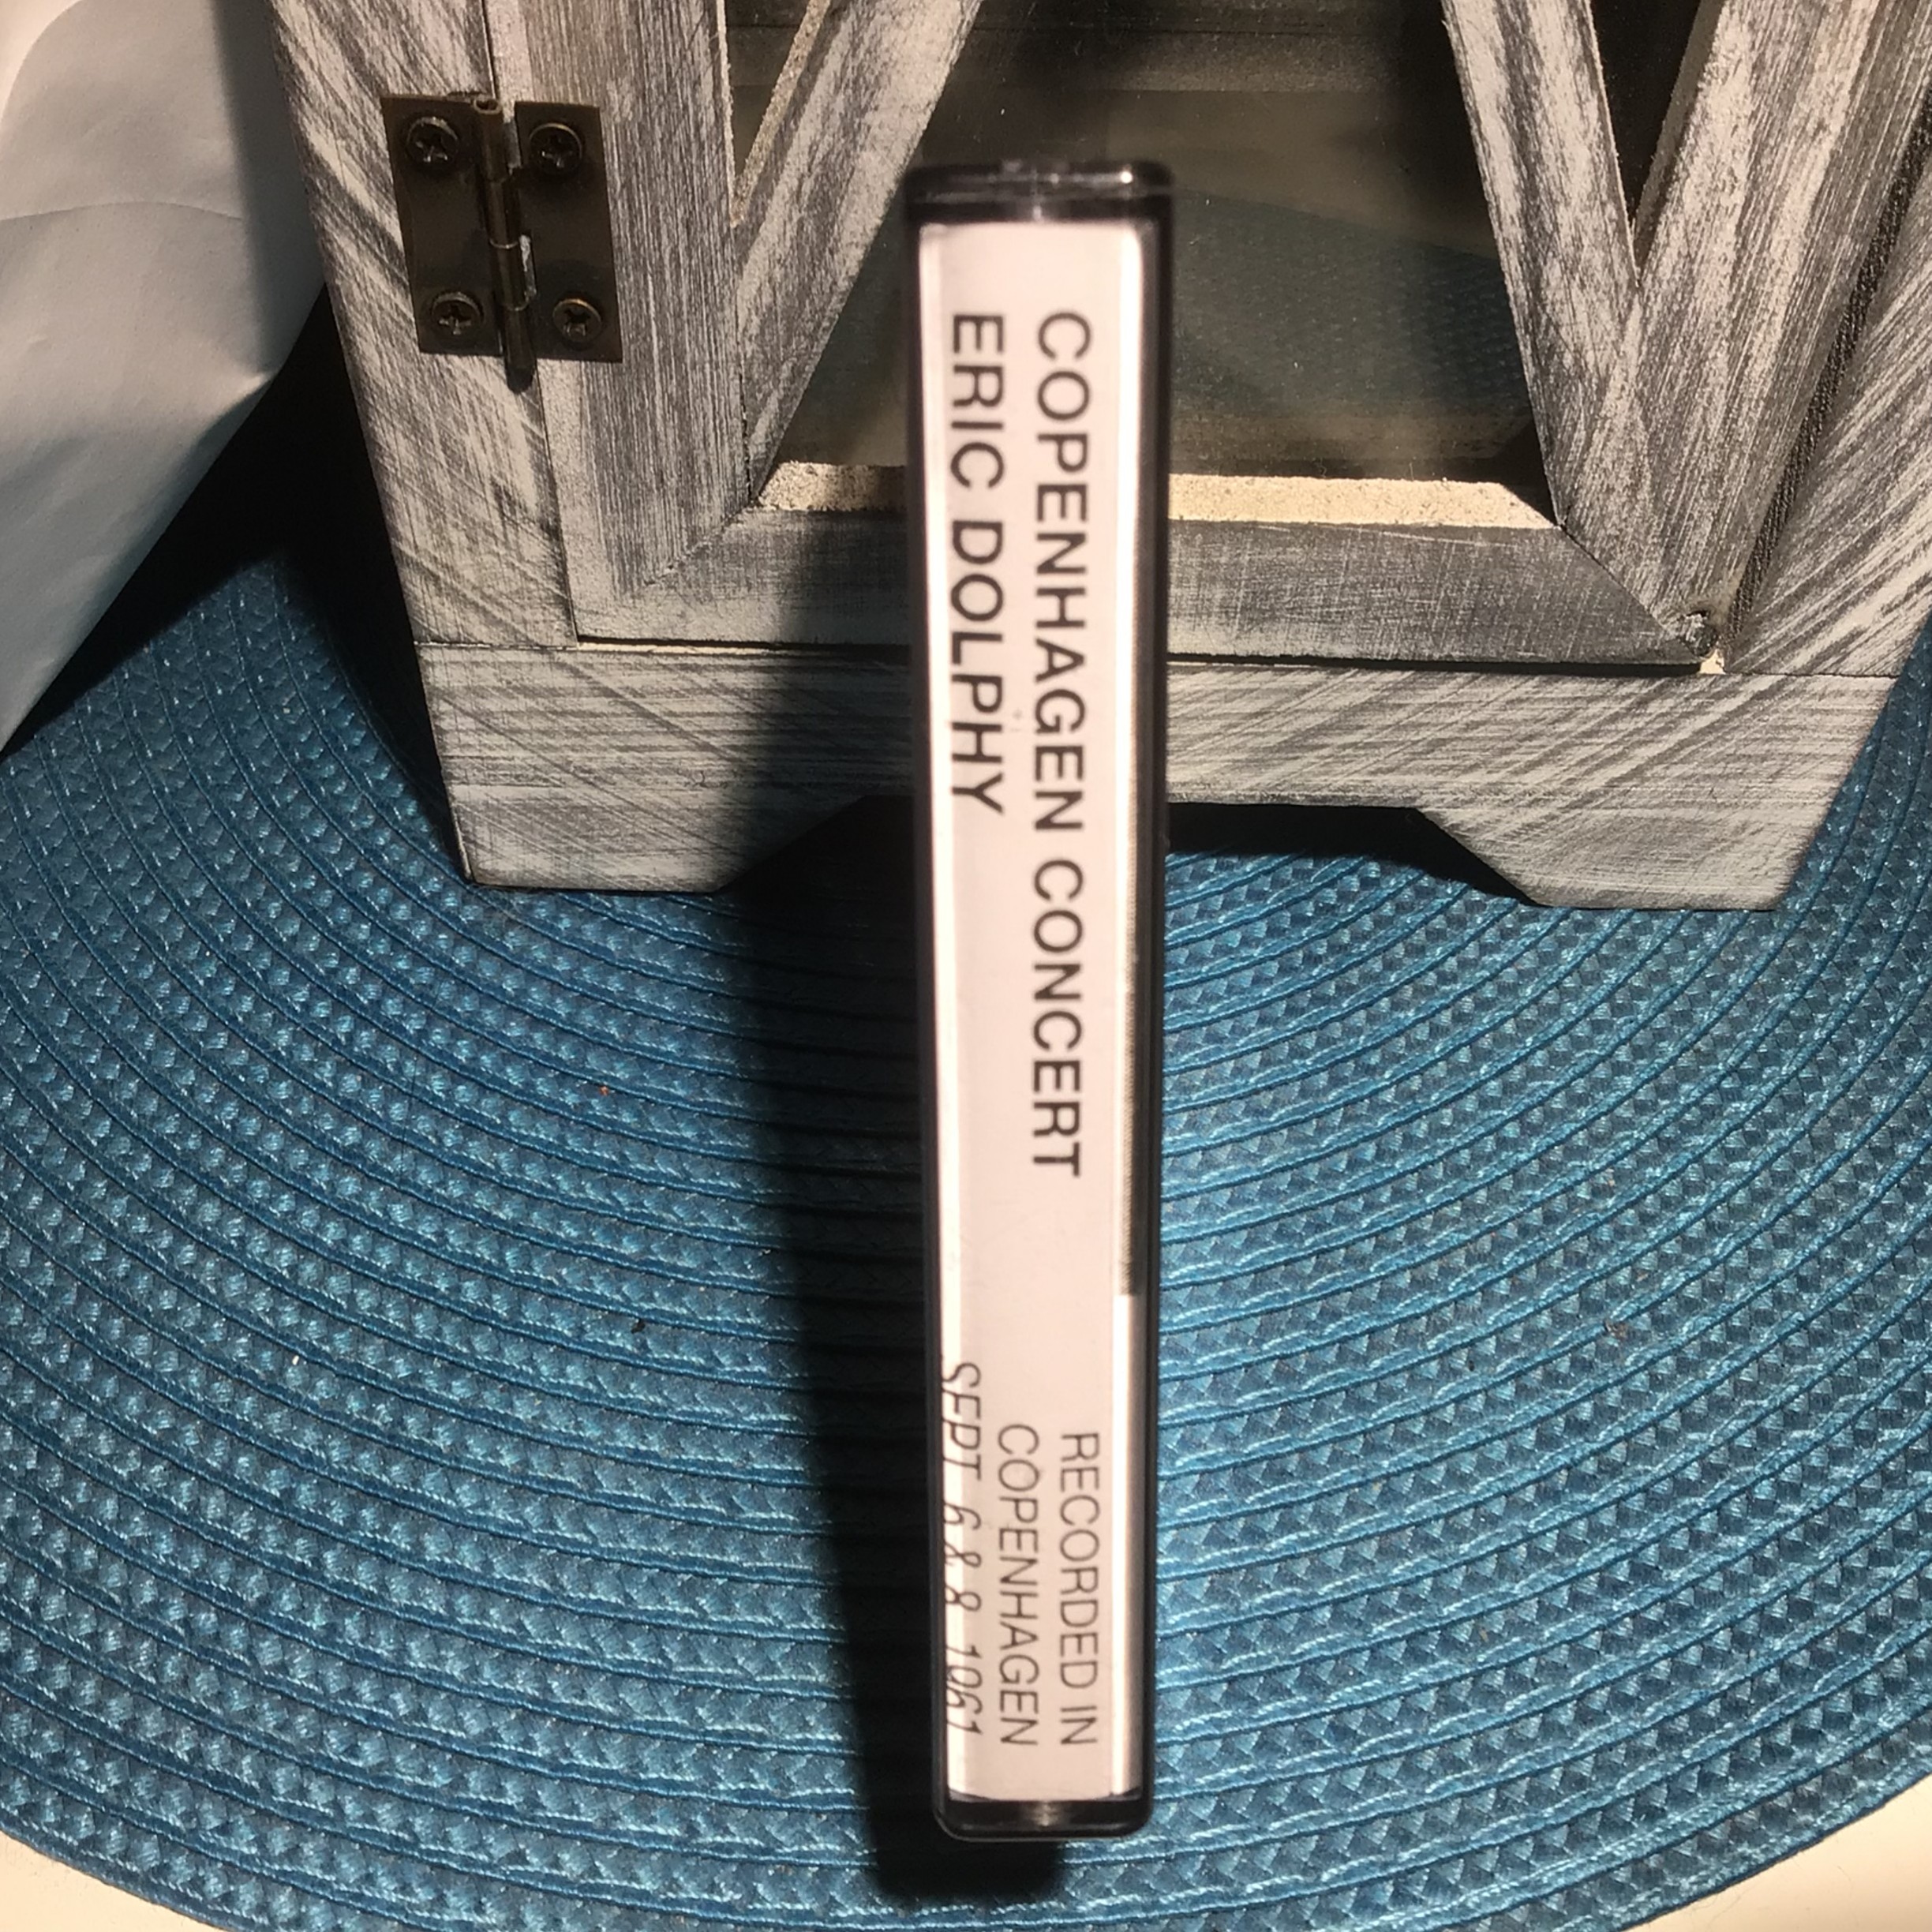 COPENHAGEN CONCERT
ERIC DOLPHY
RECORDED IN
COPENHAGEN
SEPT 6 & 8 1961